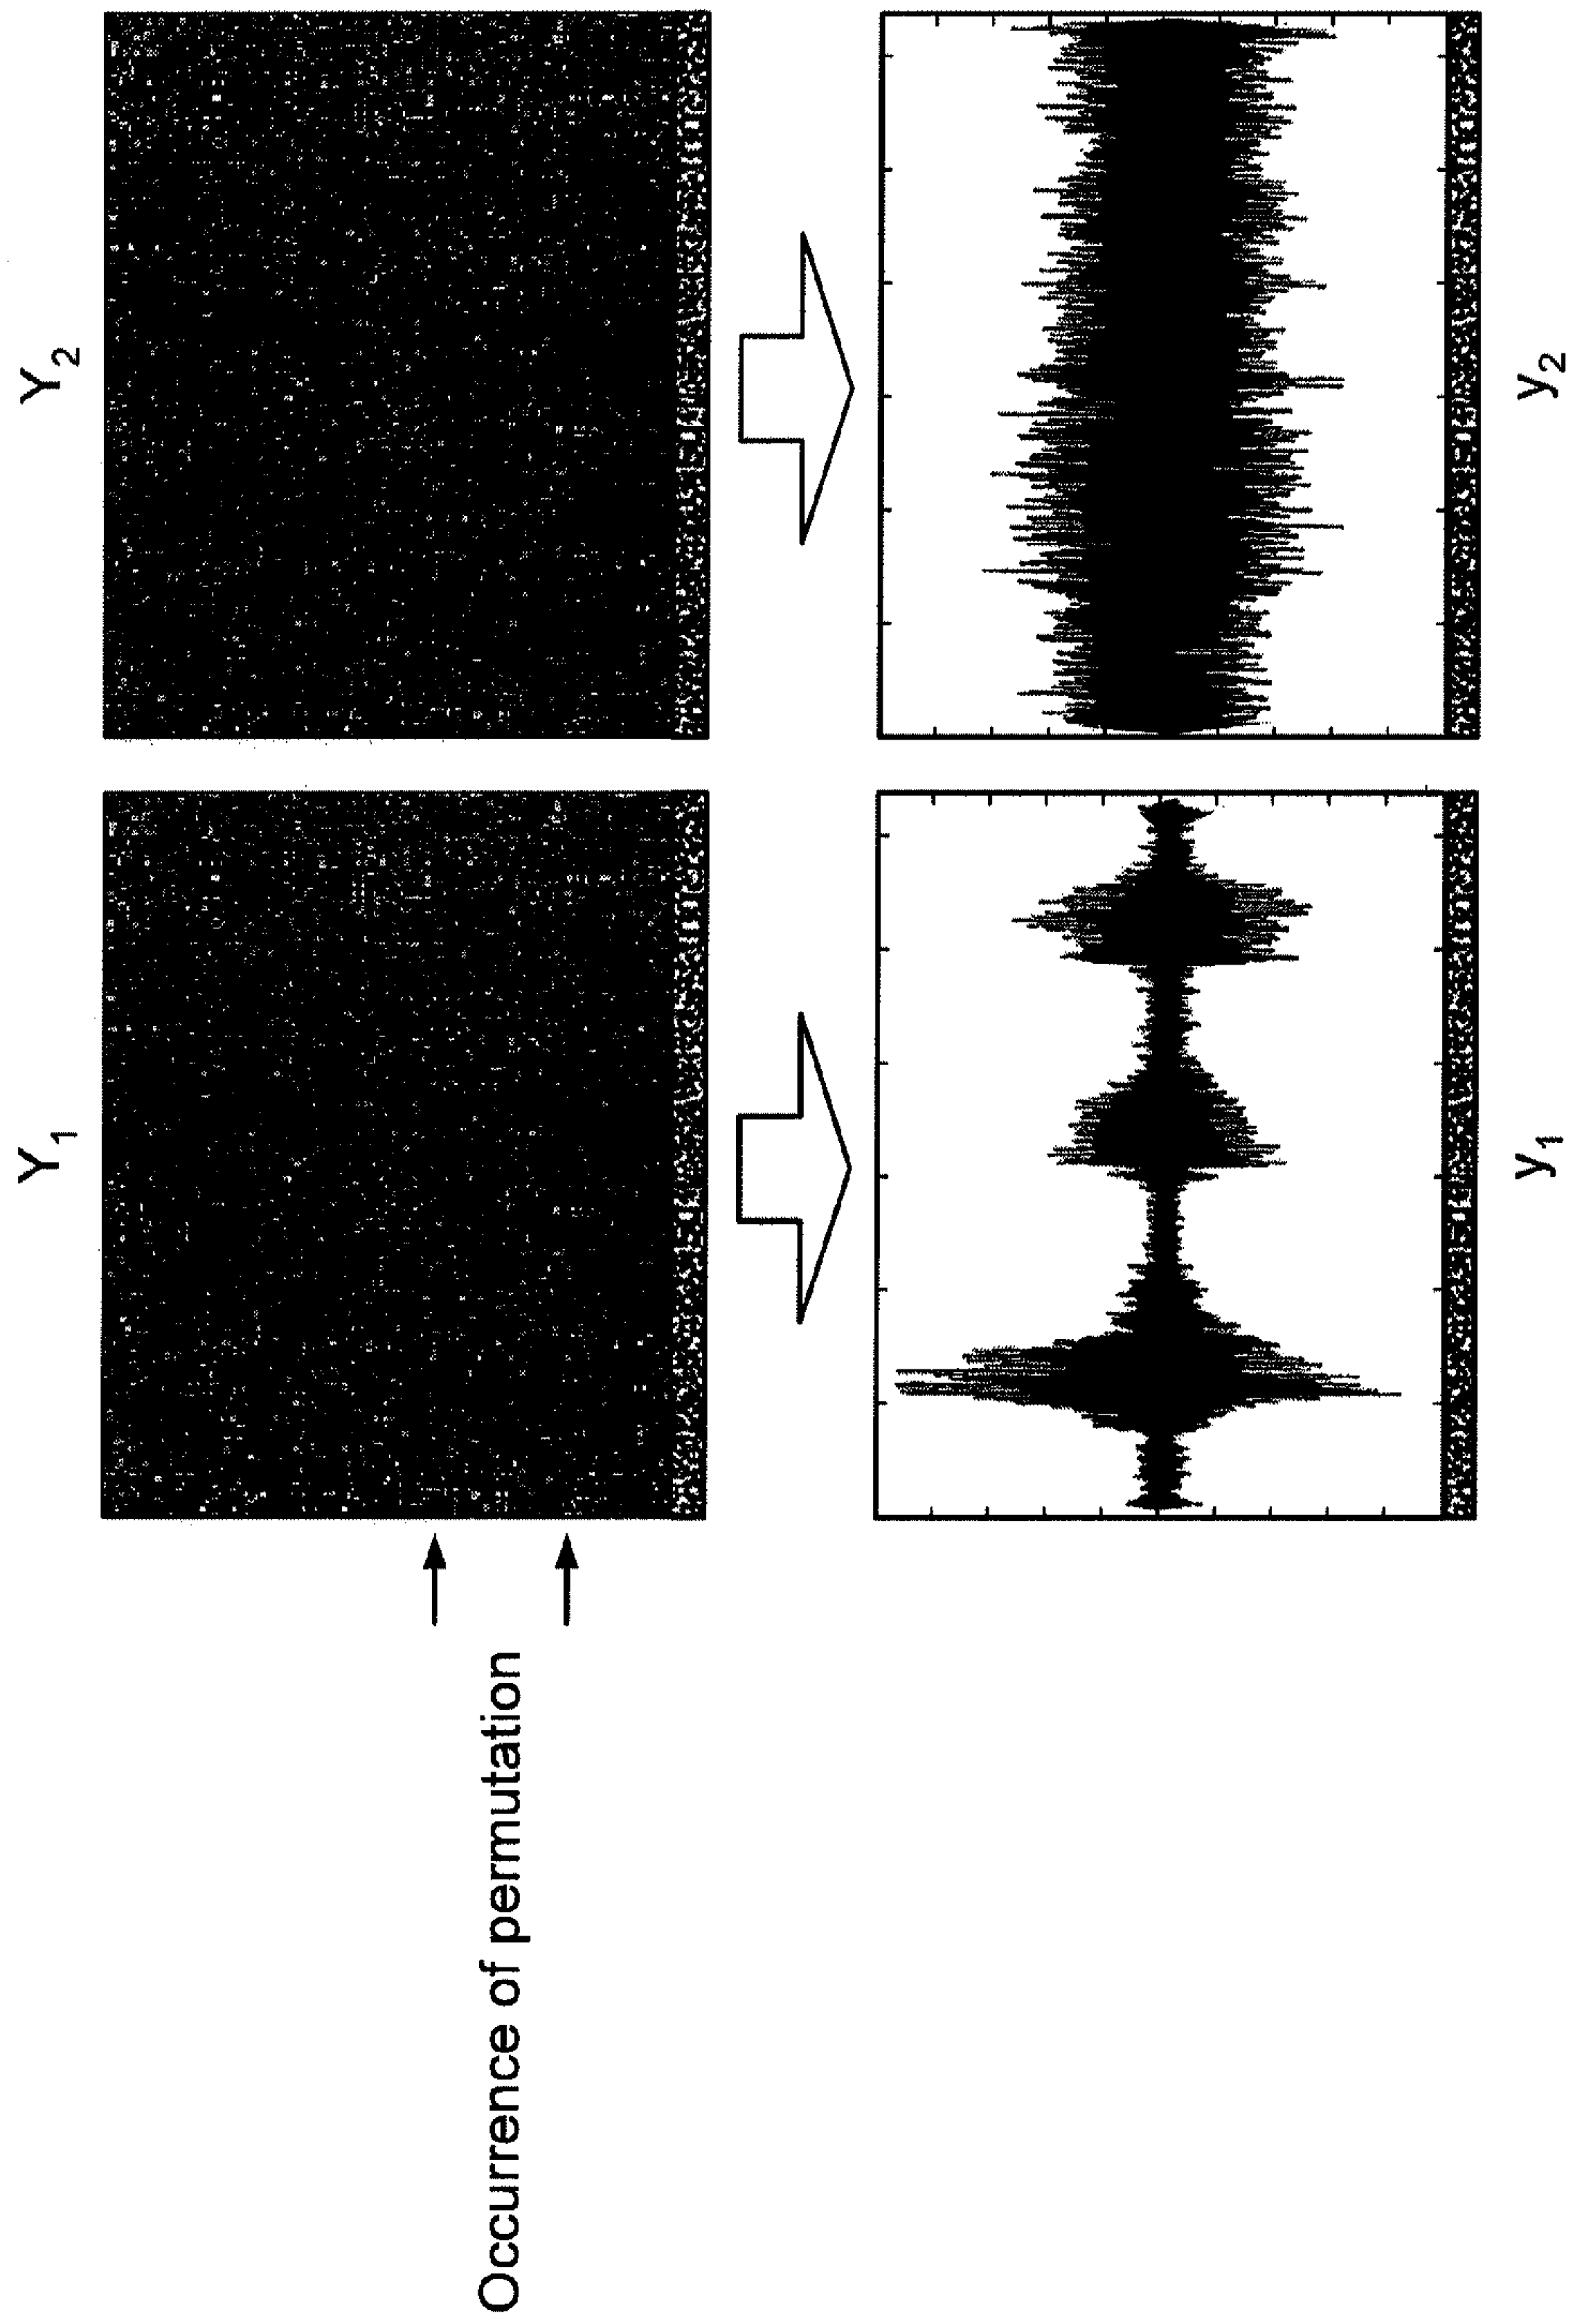 Y₁
Y₂
Occurrence of permutation
y₁
y₂